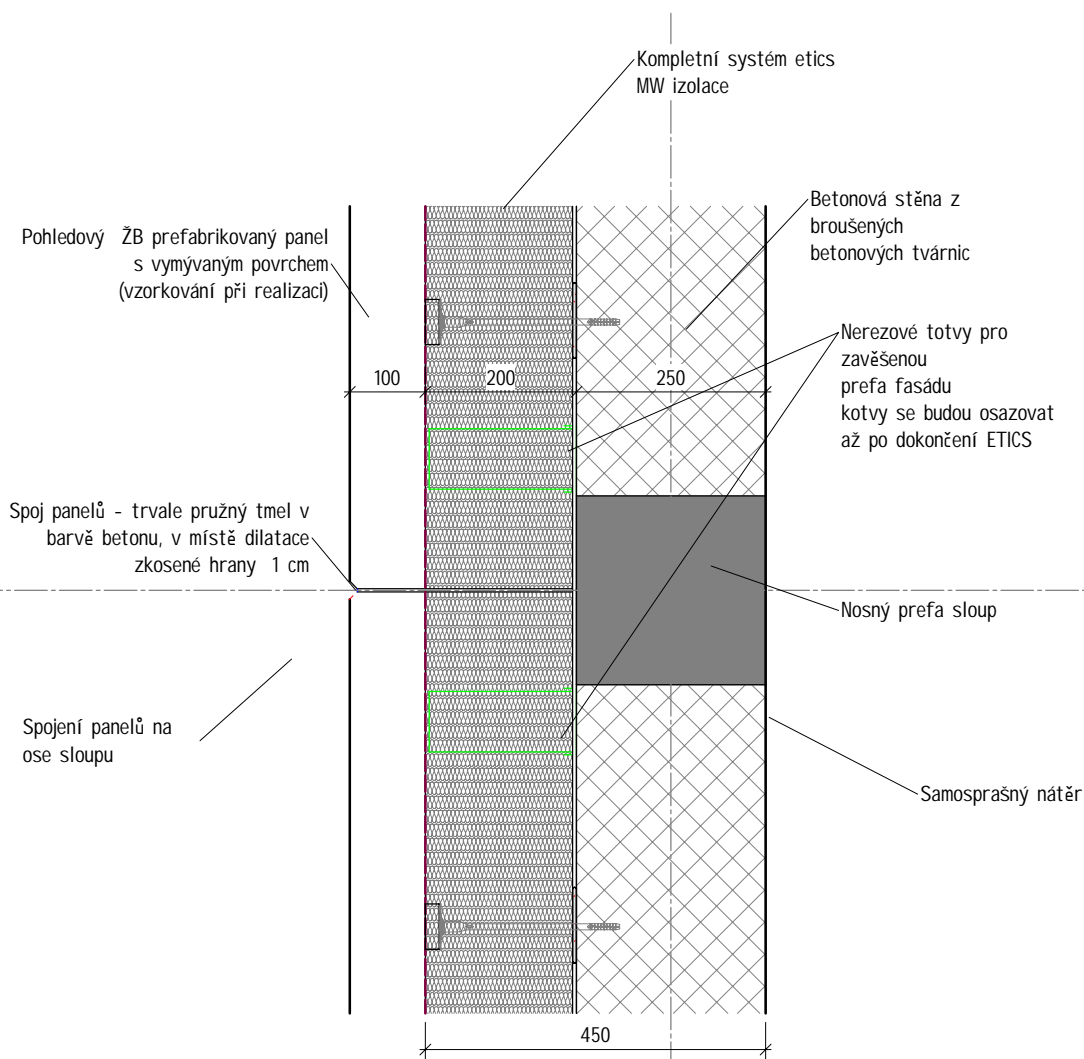 Kompletní systém etics
MW izolace
Betonová stěna z
broušených
betonových tvárnic
Pohledový ŽB prefabrikovaný panel
s vymývaným povrchem
(vzorkování při realizaci)
Nerezové totvy pro
zavěšenou
prefa fasádu
kotvy se budou osazovat
až po dokončení ETICS
100
200
250
Spoj panelů - trvale pružný tmel v
barvě betonu, v místě dilatace
zkosené hrany 1 cm
Nosný prefa sloup
Spojení panelů na
ose sloupu
Samosprašný nátěr
450